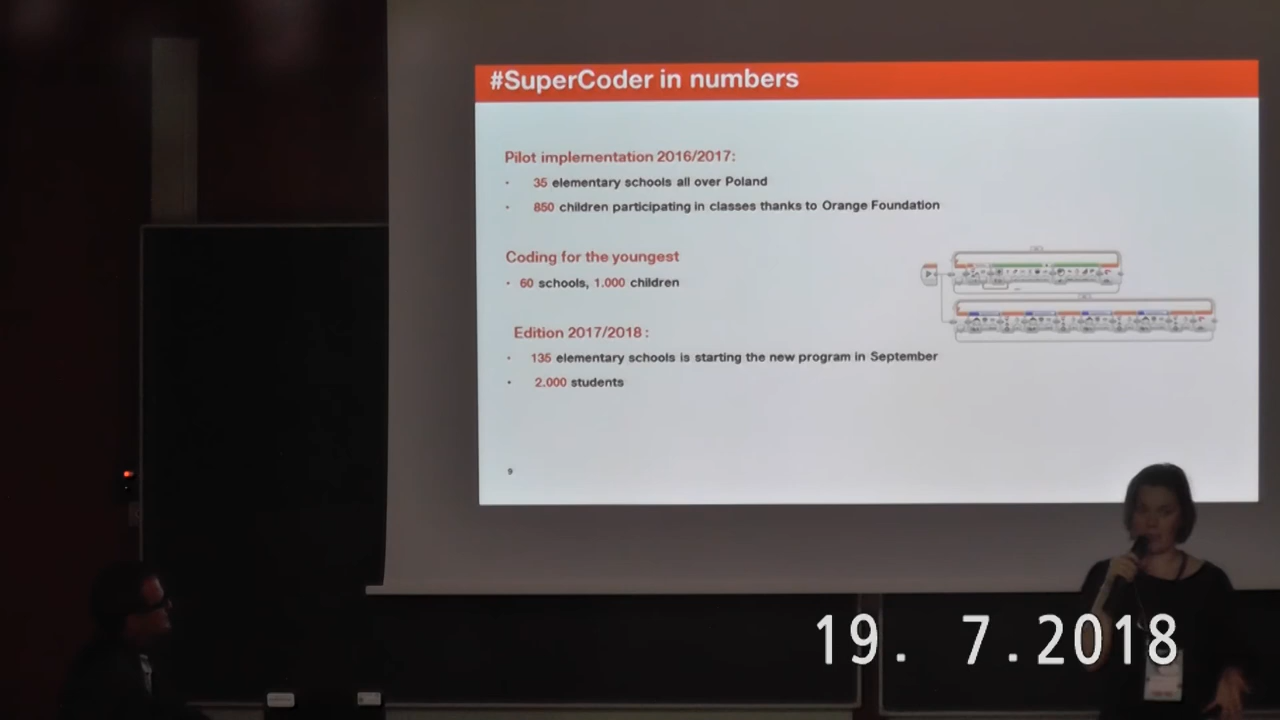 #SuperCoder in numbers
Pilot implementation 2016/2017:
· 35 elementary schools all over Poland
· 850 children participating in classes thanks to Orange Foundation
Coding for the youngest
· 60 schools, 1.000 children
Edition 2017/2018 :
· 135 elementary schools is starting the new program in September
· 2.000 students
9
19. 7.2018